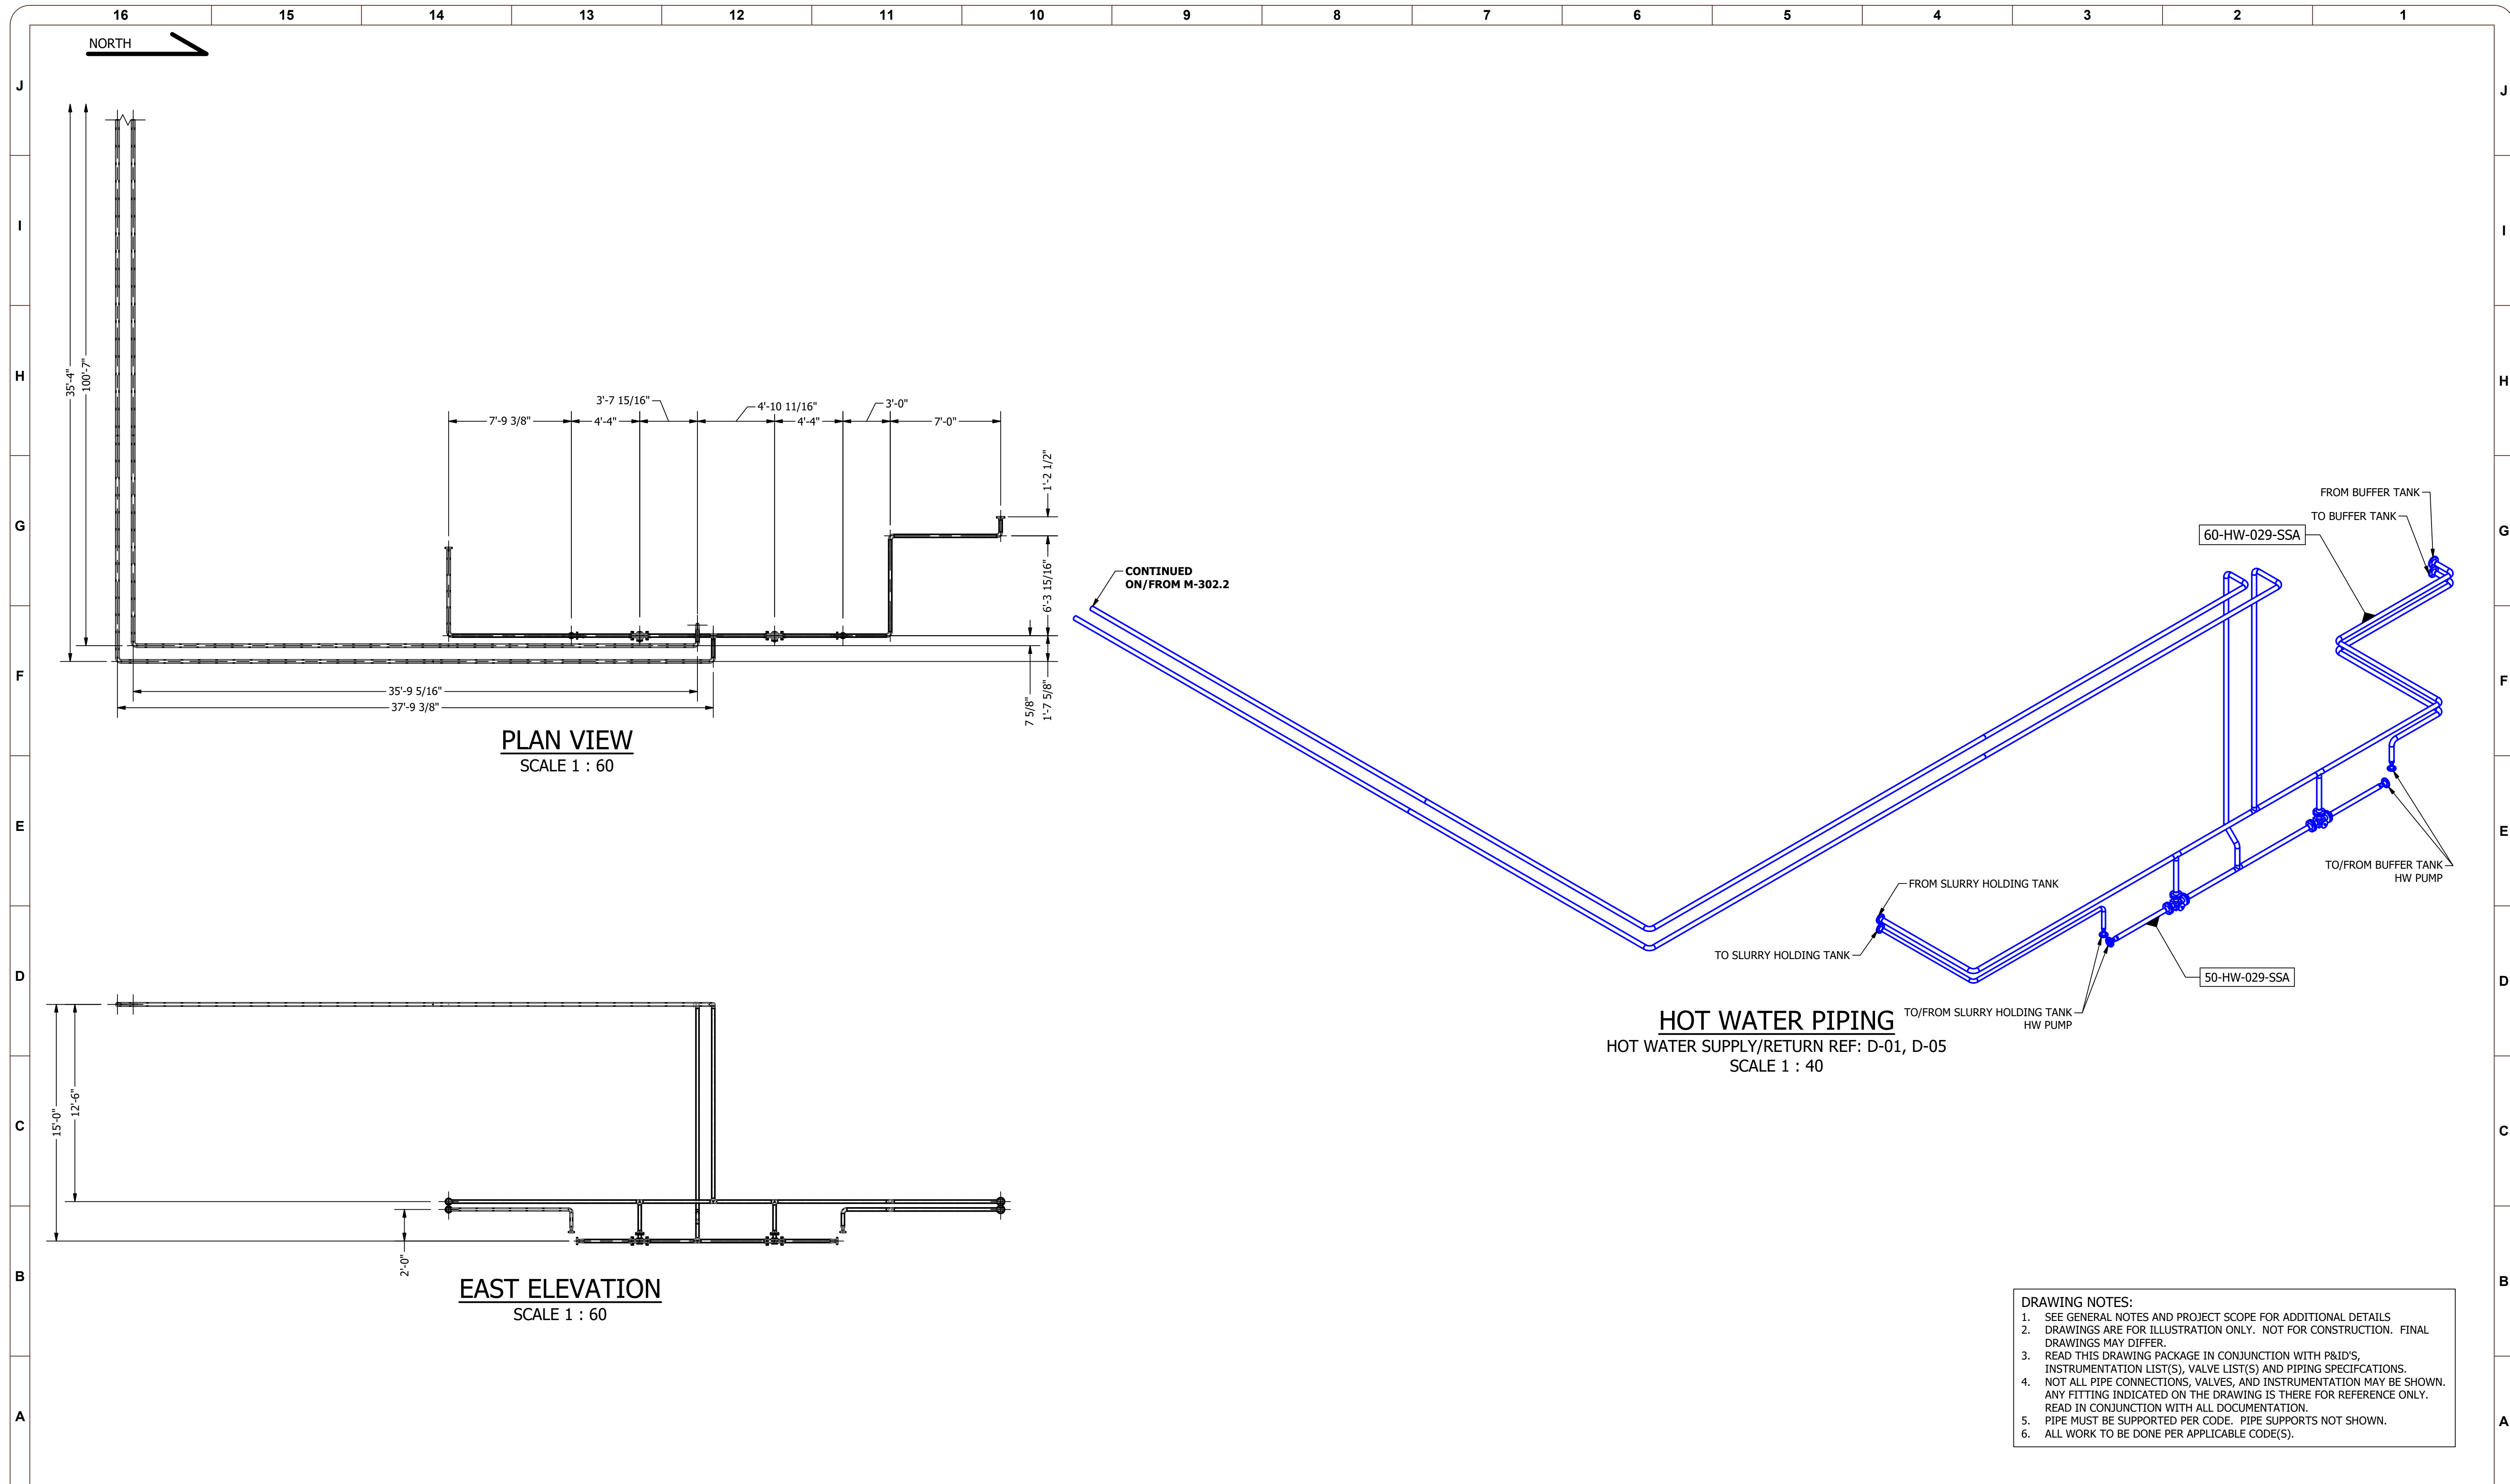 16 15 14 13 12 11 10 9 8 7 6 5 4 3 2 1
NORTH
J J
I I
H H
G G
F F
E E
D D
C C
B B
A A
35'-4"
100'-7"
3'-7 15/16"
4'-10 11/16"
3'-0"
7'-9 3/8"
4'-4"
4'-4"
7'-0"
1'-2 1/2"
6'-3 15/16"
7 5/8"
1'-7 5/8"
35'-9 5/16"
37'-9 3/8"
PLAN VIEW
SCALE 1 : 60
15'-0"
12'-6"
2'-0"
EAST ELEVATION
SCALE 1 : 60
CONTINUED
ON/FROM M-302.2
FROM BUFFER TANK
TO BUFFER TANK
60-HW-029-SSA
TO/FROM BUFFER TANK
HW PUMP
FROM SLURRY HOLDING TANK
TO SLURRY HOLDING TANK
50-HW-029-SSA
TO/FROM SLURRY HOLDING TANK
HW PUMP
HOT WATER PIPING
HOT WATER SUPPLY/RETURN REF: D-01, D-05
SCALE 1 : 40
DRAWING NOTES:
1. SEE GENERAL NOTES AND PROJECT SCOPE FOR ADDITIONAL DETAILS
2. DRAWINGS ARE FOR ILLUSTRATION ONLY. NOT FOR CONSTRUCTION. FINAL
DRAWINGS MAY DIFFER.
3. READ THIS DRAWING PACKAGE IN CONJUNCTION WITH P&ID'S,
INSTRUMENTATION LIST(S), VALVE LIST(S) AND PIPING SPECIFCATIONS.
4. NOT ALL PIPE CONNECTIONS, VALVES, AND INSTRUMENTATION MAY BE SHOWN.
ANY FITTING INDICATED ON THE DRAWING IS THERE FOR REFERENCE ONLY.
READ IN CONJUNCTION WITH ALL DOCUMENTATION.
5. PIPE MUST BE SUPPORTED PER CODE. PIPE SUPPORTS NOT SHOWN.
6. ALL WORK TO BE DONE PER APPLICABLE CODE(S).